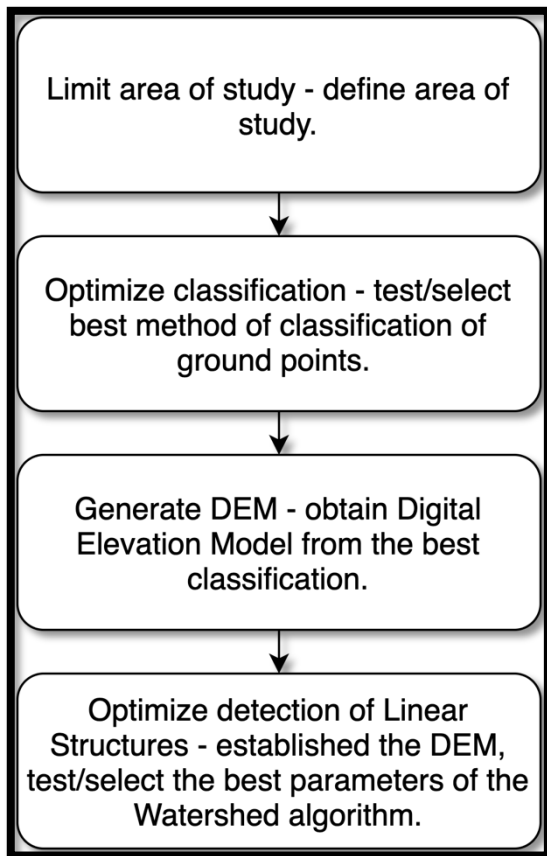 Limit area of study - define area of
study.
Optimize classification - test/select
best method of classification of
ground points.
Generate DEM - obtain Digital
Elevation Model from the best
classification.
Optimize detection of Linear
Structures - established the DEM,
test/select the best parameters of the
Watershed algorithm.